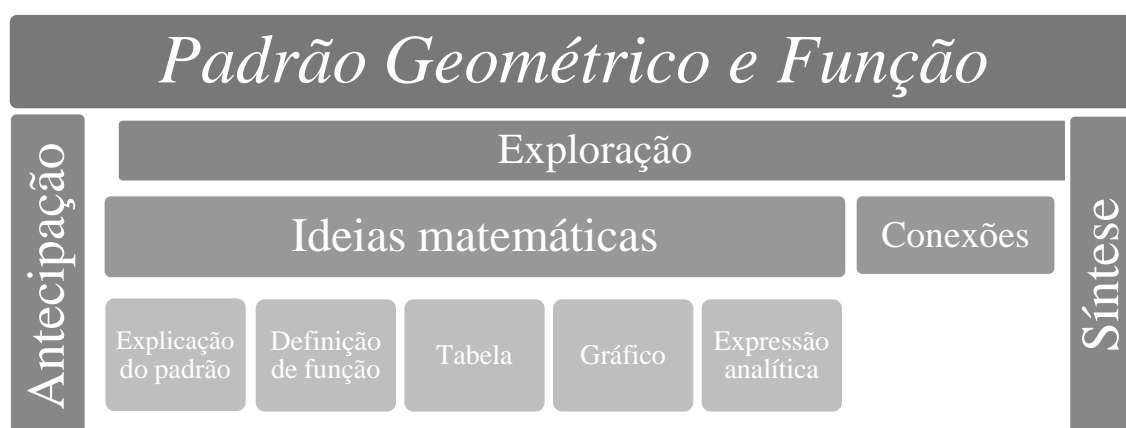 Padrão Geométrico e Função
Antecipação
Exploração
Ideias matemáticas
Conexões
Síntese
Explicação
do padrão
Definição
de função
Tabela
Gráfico
Expressão
analítica